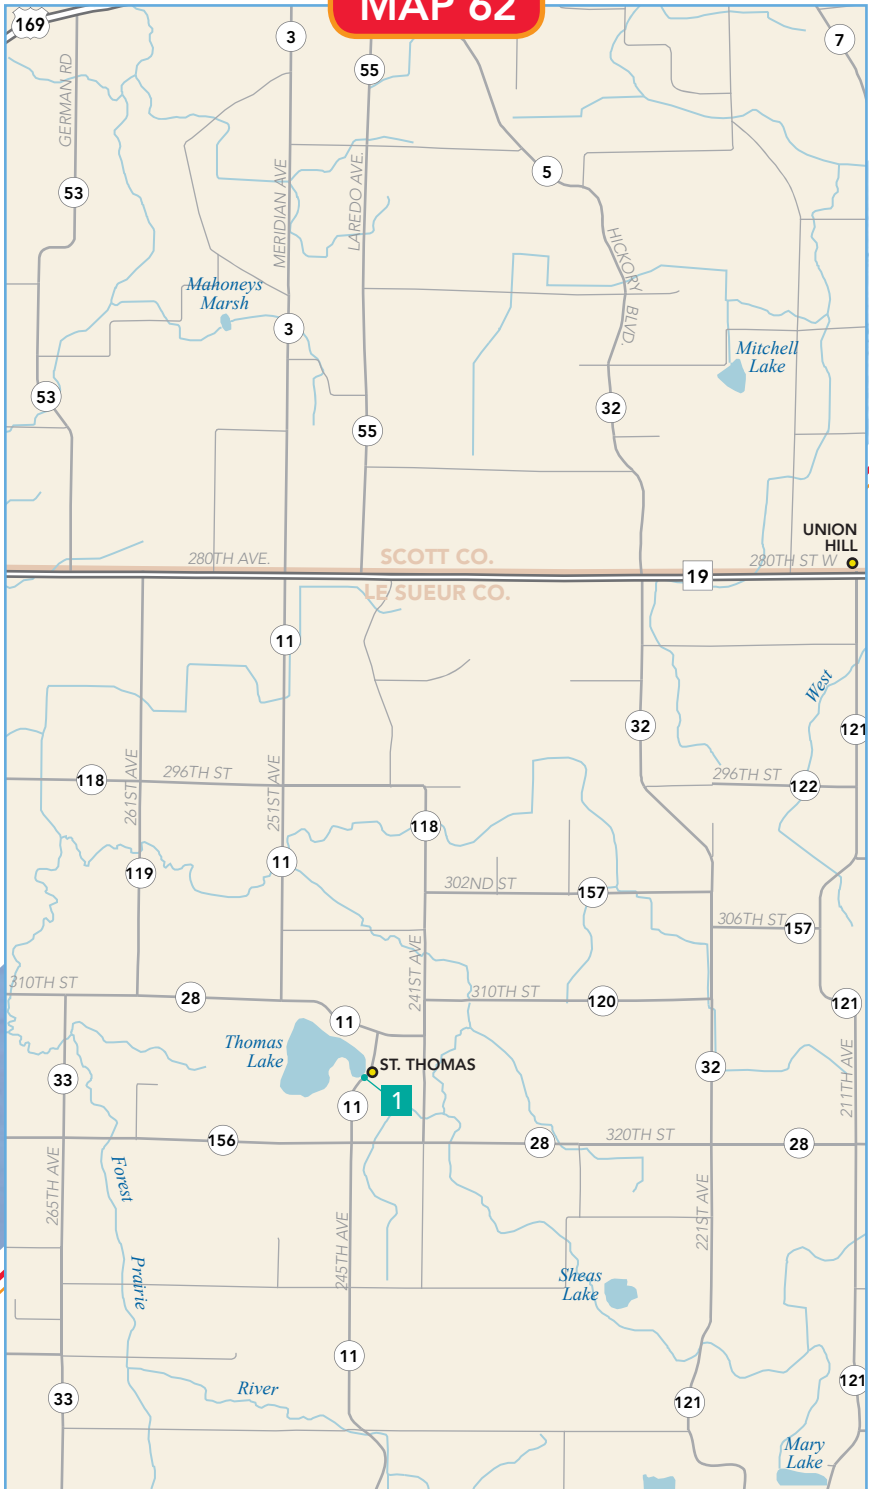 MAP 62
169
3
7
55
GERMAN RD
5
MERIDIAN AVE
LAREDO AVE.
53
HICKORY
BLVD.
Mahoneys
Marsh
3
Mitchell
Lake
53
32
55
UNION
HILL
280TH AVE.
SCOTT CO.
280TH ST W
19
LE SUEUR CO.
11
West
32
121
118
296TH ST
261ST AVE
251ST AVE
296TH ST
122
118
11
119
302ND ST
157
306TH ST
157
241ST AVE
310TH ST
28
310TH ST
120
121
11
Thomas
Lake
ST. THOMAS
33
32
211TH AVE
1
11
156
28
320TH ST
28
265TH AVE
Forest
221ST AVE
245TH AVE
Prairie
Sheas
Lake
11
121
River
33
121
Mary
Lake